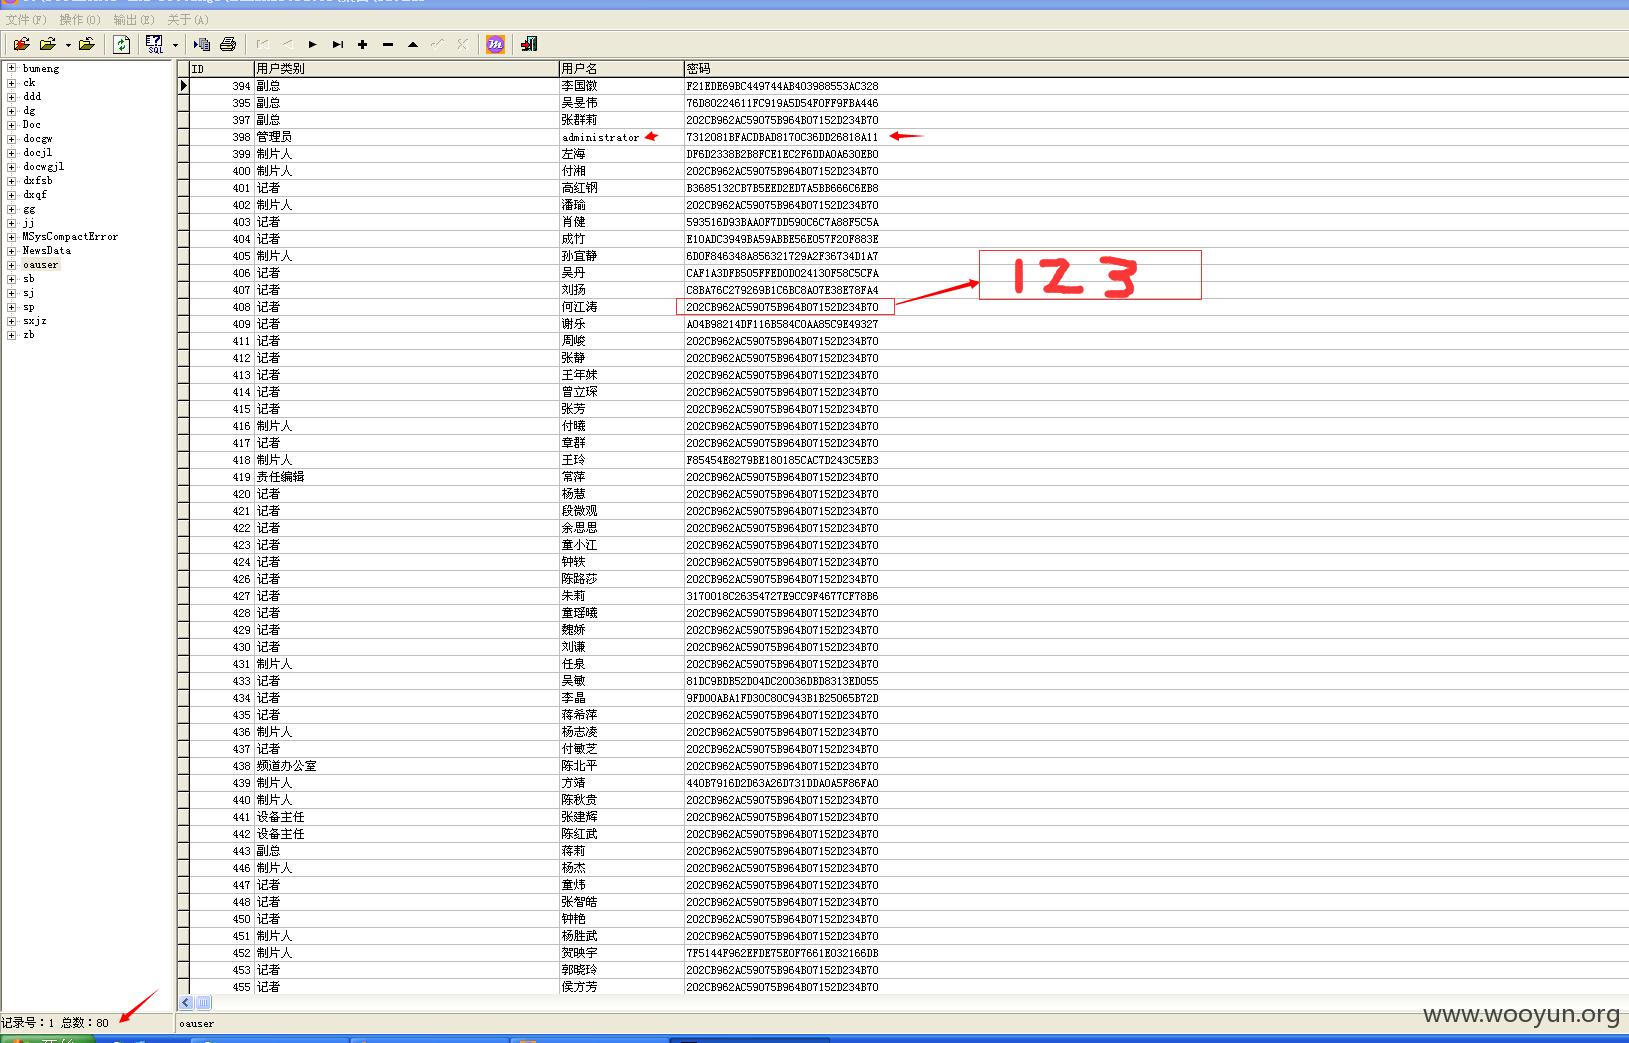 文件(F) 操作(O) 输出(E) 关于(A)
SQL
bumeng
ck
ddd
dg
Doc
docgw
docjl
docwgjl
dxfsb
dxqf
gg
jj
MSysCompactError
NewsData
oauser
sb
sj
sp
sxjz
zb
ID 用户类别 用户名 密码
394 副总 李国徽 F21EDE69BC449744AB403988553AC328
395 副总 吴旻伟 76D80224611FC919A5D54F0FF9FBA446
397 副总 张群莉 202CB962AC59075B964B07152D234B70
398 管理员 administrator 7312081BFACDBAD8170C36DD26818A11
399 制片人 左海 DF6D2338B2B8FCE1EC2F6DDA0A630EB0
400 制片人 付湘 202CB962AC59075B964B07152D234B70
401 记者 高红钢 B3685132CB7B5EED2ED7A5BB666C6EB8
402 制片人 潘瑜 202CB962AC59075B964B07152D234B70
403 记者 肖健 593516D93BAA0F7DD590C6C7A88F5C5A
404 记者 成竹 E10ADC3949BA59ABBE56E057F20F883E
405 制片人 孙宜静 6D0F846348A856321729A2F36734D1A7
406 记者 吴丹 CAF1A3DFB505FFED0D024130F58C5CFA
407 记者 刘扬 C8BA76C279269B1C6BC8A07E38E78FA4
408 记者 何江涛 202CB962AC59075B964B07152D234B70
123
409 记者 谢乐 A04B98214DF116B584C0AA85C9E49327
411 记者 周峻 202CB962AC59075B964B07152D234B70
412 记者 张静 202CB962AC59075B964B07152D234B70
413 记者 王年妹 202CB962AC59075B964B07152D234B70
414 记者 曾立琛 202CB962AC59075B964B07152D234B70
415 记者 张芳 202CB962AC59075B964B07152D234B70
416 制片人 付曦 202CB962AC59075B964B07152D234B70
417 记者 章群 202CB962AC59075B964B07152D234B70
418 制片人 王玲 F85454E8279BE180185CAC7D243C5EB3
419 责任编辑 常萍 202CB962AC59075B964B07152D234B70
420 记者 杨慧 202CB962AC59075B964B07152D234B70
421 记者 段微观 202CB962AC59075B964B07152D234B70
422 记者 余思思 202CB962AC59075B964B07152D234B70
423 记者 童小江 202CB962AC59075B964B07152D234B70
424 记者 钟轶 202CB962AC59075B964B07152D234B70
426 记者 陈路莎 202CB962AC59075B964B07152D234B70
427 记者 朱莉 3170018C26354727E9CC9F4677CF78B6
428 记者 童瑶曦 202CB962AC59075B964B07152D234B70
429 记者 魏娇 202CB962AC59075B964B07152D234B70
430 记者 刘谦 202CB962AC59075B964B07152D234B70
431 制片人 任泉 202CB962AC59075B964B07152D234B70
433 记者 吴敏 81DC9BDB52D04DC20036DBD8313ED055
434 记者 李晶 9FD00ABA1FD30C80C943B1B25065B72D
435 记者 蒋希萍 202CB962AC59075B964B07152D234B70
436 制片人 杨志凌 202CB962AC59075B964B07152D234B70
437 记者 付敏芝 202CB962AC59075B964B07152D234B70
438 频道办公室 陈北平 202CB962AC59075B964B07152D234B70
439 制片人 方靖 440B7916D2D63A26D731DDA0A5F86FA0
440 制片人 陈秋贵 202CB962AC59075B964B07152D234B70
441 设备主任 张建辉 202CB962AC59075B964B07152D234B70
442 设备主任 陈红武 202CB962AC59075B964B07152D234B70
443 副总 蒋莉 202CB962AC59075B964B07152D234B70
446 制片人 杨杰 202CB962AC59075B964B07152D234B70
447 记者 童炜 202CB962AC59075B964B07152D234B70
448 记者 张智皓 202CB962AC59075B964B07152D234B70
450 记者 钟艳 202CB962AC59075B964B07152D234B70
451 制片人 杨胜武 202CB962AC59075B964B07152D234B70
452 制片人 贺映宇 7F5144F962EFDE75E0F7661E032166DB
453 记者 郭晓玲 202CB962AC59075B964B07152D234B70
455 记者 侯方芳 202CB962AC59075B964B07152D234B70
记录号：1 总数：80
oauser
www.wooyun.org